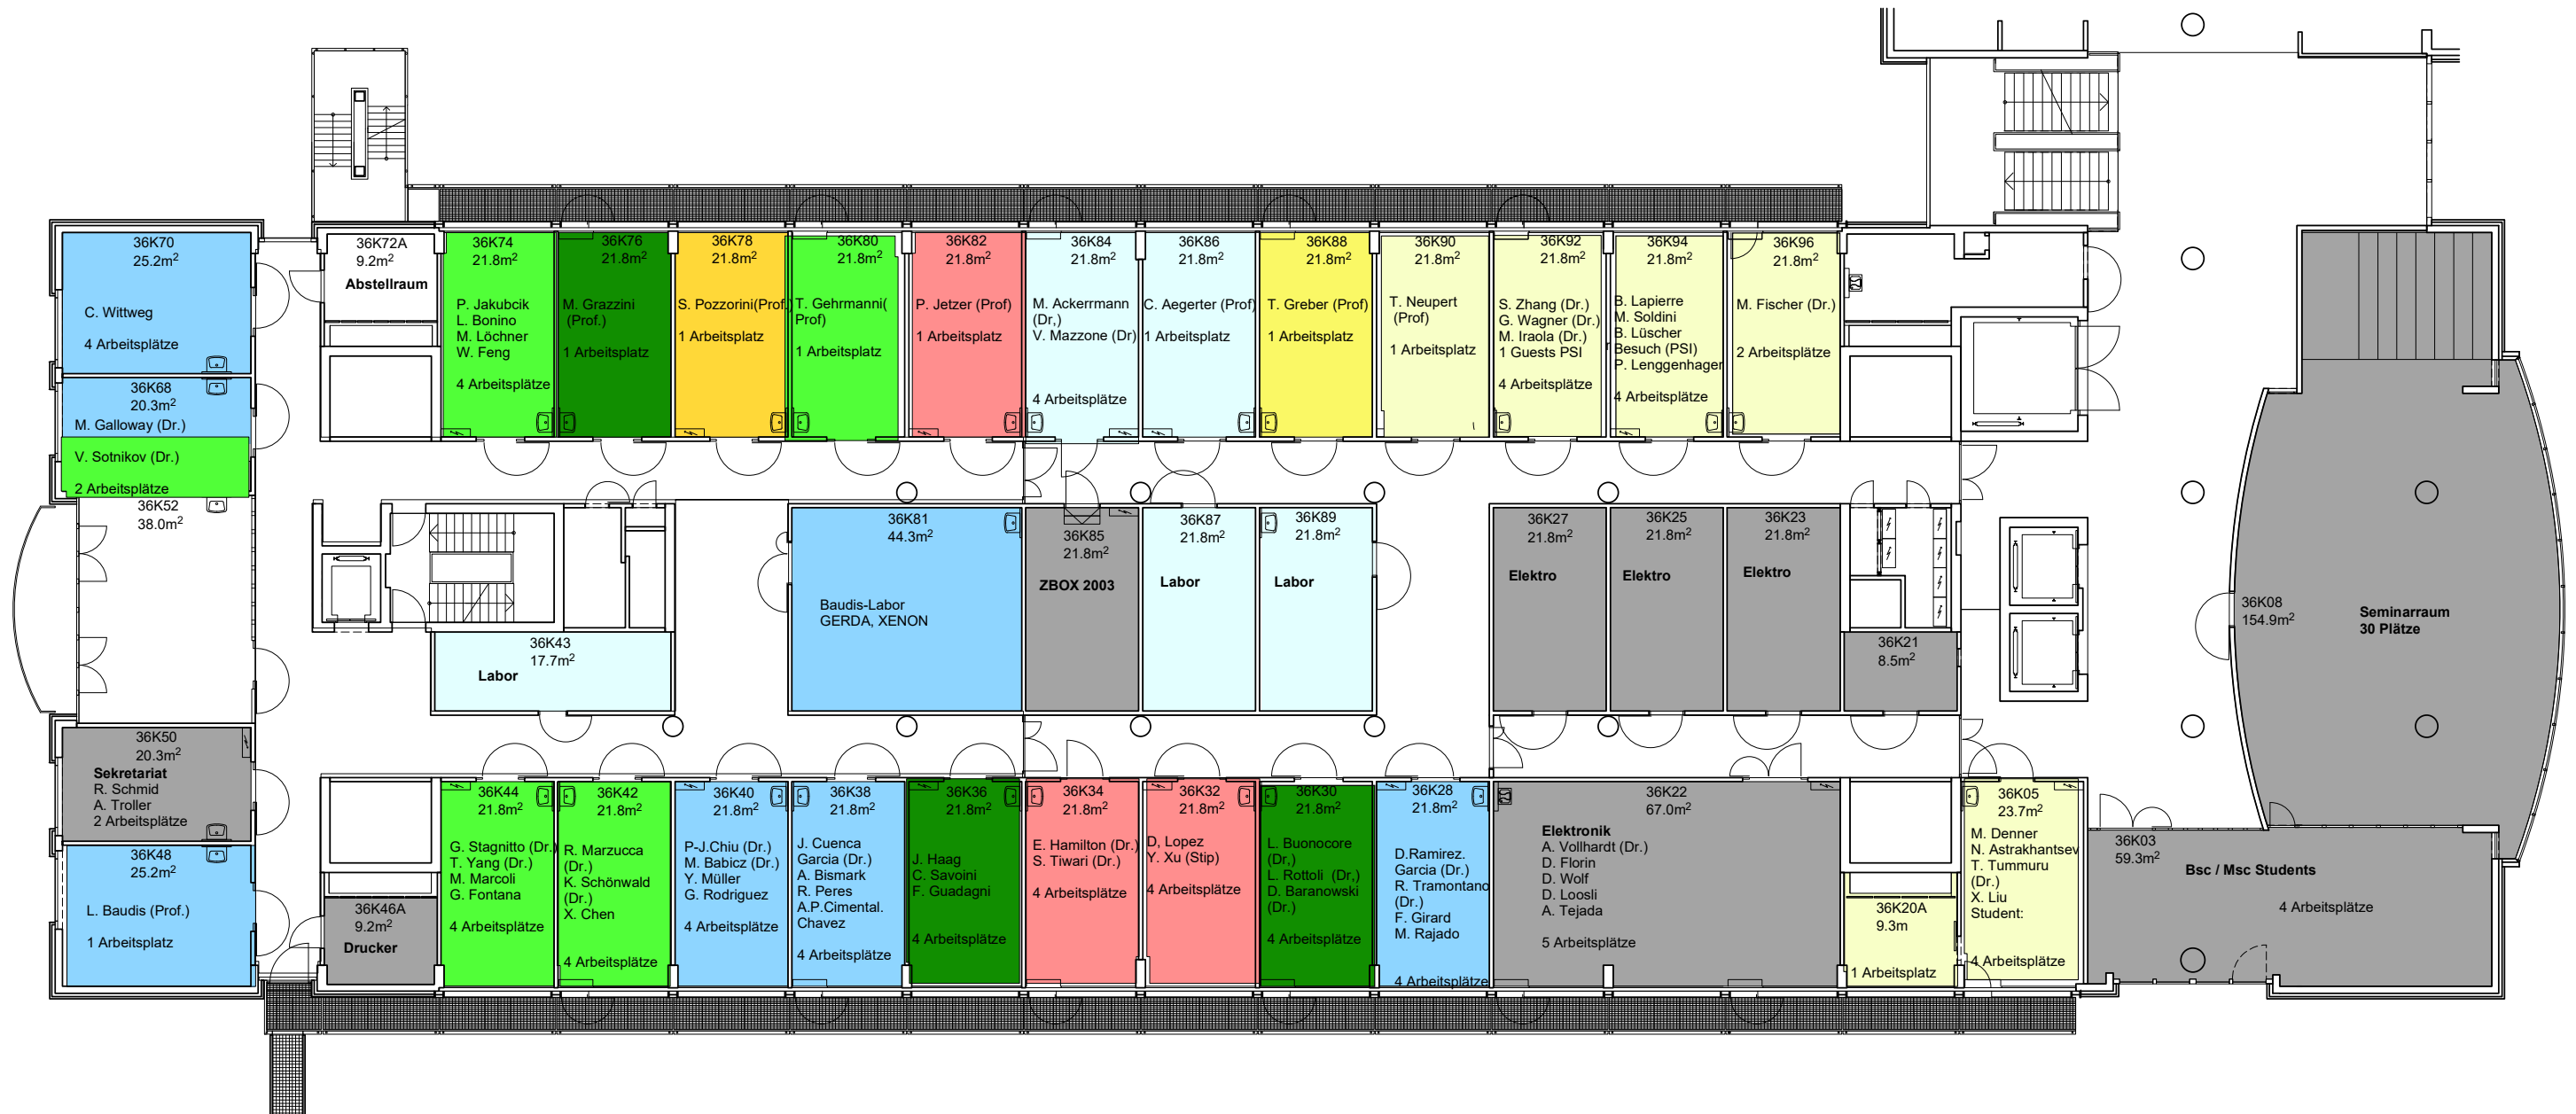 36K70
25.2m²
C. Wittweg
4 Arbeitsplätze
36K68
20.3m²
M. Galloway (Dr.)
V. Sotnikov (Dr.)
2 Arbeitsplätze
36K52
38.0m²
36K50
20.3m²
Sekretariat
R. Schmid
A. Troller
2 Arbeitsplätze
36K48
25.2m²
L. Baudis (Prof.)
1 Arbeitsplatz
36K72A
9.2m²
Abstellraum
36K74
21.8m²
P. Jakubcik
L. Bonino
M. Löchner
W. Feng
4 Arbeitsplätze
36K76
21.8m²
M. Grazzini
(Prof.)
1 Arbeitsplatz
36K78
21.8m²
S. Pozzorini(Prof.)
1 Arbeitsplatz
36K80
21.8m²
T. Gehrmanni(
Prof)
1 Arbeitsplatz
36K82
21.8m²
P. Jetzer (Prof)
1 Arbeitsplatz
36K84
21.8m²
M. Ackerrmann
(Dr,)
V. Mazzone (Dr)
4 Arbeitsplätze
36K86
21.8m²
C. Aegerter (Prof)
1 Arbeitsplatz
36K88
21.8m²
T. Greber (Prof)
1 Arbeitsplatz
36K90
21.8m²
T. Neupert
(Prof)
1 Arbeitsplatz
36K92
21.8m²
S. Zhang (Dr.)
G. Wagner (Dr.)
M. Iraola (Dr.)
1 Guests PSI
4 Arbeitsplätze
36K94
21.8m²
B. Lapierre
M. Soldini
B. Lüscher
Besuch (PSI)
P. Lenggenhager
4 Arbeitsplätze
36K96
21.8m²
M. Fischer (Dr.)
2 Arbeitsplätze
36K43
17.7m²
Labor
36K81
44.3m²
Baudis-Labor
GERDA, XENON
36K85
21.8m²
ZBOX 2003
36K87
21.8m²
Labor
36K89
21.8m²
Labor
36K27
21.8m²
Elektro
36K25
21.8m²
Elektro
36K23
21.8m²
Elektro
36K21
8.5m²
36K08
154.9m²
Seminarraum
30 Plätze
36K46A
9.2m²
Drucker
36K44
21.8m²
G. Stagnitto (Dr.)
T. Yang (Dr.)
M. Marcoli
G. Fontana
4 Arbeitsplätze
36K42
21.8m²
R. Marzucca
(Dr.)
K. Schönwald
(Dr.)
X. Chen
4 Arbeitsplätze
36K40
21.8m²
P-J.Chiu (Dr.)
M. Babicz (Dr.)
Y. Müller
G. Rodriguez
4 Arbeitsplätze
36K38
21.8m²
J. Cuenca
Garcia (Dr.)
A. Bismark
R. Peres
A.P.Cimental.
Chavez
4 Arbeitsplätze
36K36
21.8m²
J. Haag
C. Savoini
F. Guadagni
4 Arbeitsplätze
36K34
21.8m²
E. Hamilton (Dr.)
S. Tiwari (Dr.)
4 Arbeitsplätze
36K32
21.8m²
D, Lopez
Y. Xu (Stip)
4 Arbeitsplätze
36K30
21.8m²
L. Buonocore
(Dr,)
L. Rottoli (Dr,)
D. Baranowski
(Dr.)
4 Arbeitsplätze
36K28
21.8m²
D.Ramirez.
Garcia (Dr.)
R. Tramontano
(Dr.)
F. Girard
M. Rajado
4 Arbeitsplätze
36K22
67.0m²
Elektronik
A. Vollhardt (Dr.)
D. Florin
D. Wolf
D. Loosli
A. Tejada
5 Arbeitsplätze
36K20A
9.3m
1 Arbeitsplatz
36K05
23.7m²
M. Denner
N. Astrakhantsev
T. Tummuru
(Dr.)
X. Liu
Student:
4 Arbeitsplätze
36K03
59.3m²
Bsc / Msc Students
4 Arbeitsplätze